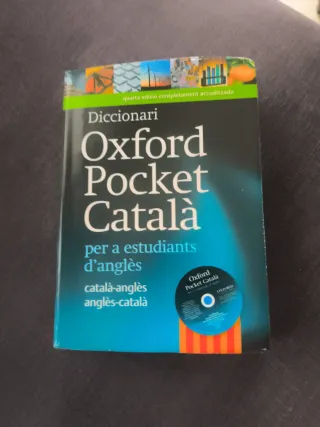 quarta edició completament actualitzada
Diccionari
Oxford
Pocket
Català
per a estudiants
d'anglès
català-anglès
anglès-català
Oxford
Pocket Català